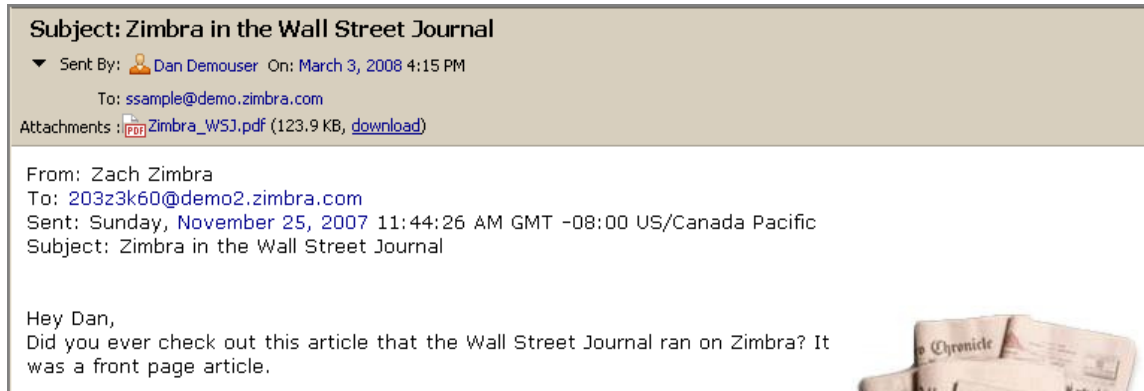 Subject: Zimbra in the Wall Street Journal
Sent By: Dan Demouser On: March 3, 2008 4:15 PM
To: ssample@demo.zimbra.com
Attachments : PDF Zimbra_WSJ.pdf (123.9 KB, download)
From: Zach Zimbra
To: 203z3k60@demo2.zimbra.com
Sent: Sunday, November 25, 2007 11:44:26 AM GMT -08:00 US/Canada Pacific
Subject: Zimbra in the Wall Street Journal
Hey Dan,
Did you ever check out this article that the Wall Street Journal ran on Zimbra? It
was a front page article.
Chronicle